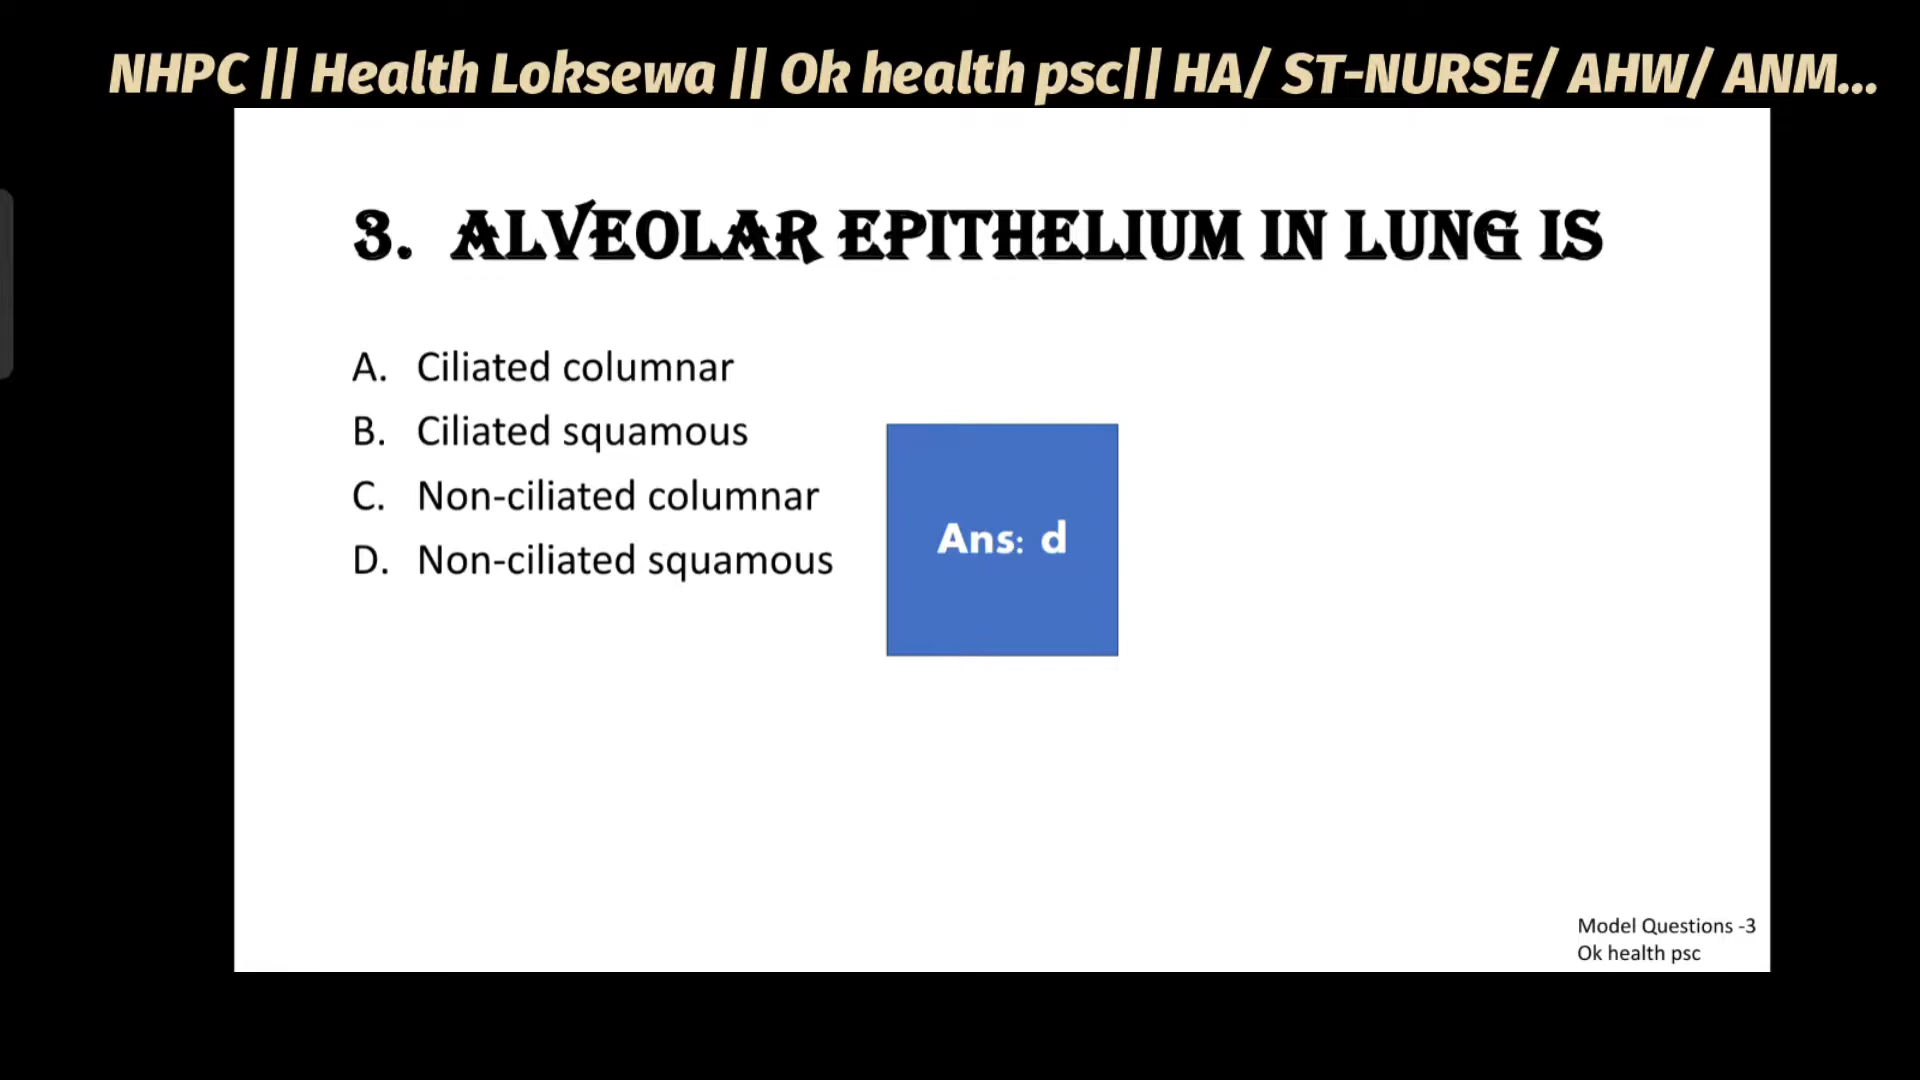 NHPC || Health Loksewa || Ok health psc|| HA/ ST-NURSE/ AHW/ ANM...
3. ALVEOLAR EPITHELIUM IN LUNG IS
A. Ciliated columnar
B. Ciliated squamous
C. Non-ciliated columnar
D. Non-ciliated squamous
Ans: d
Model Questions -3
Ok health psc